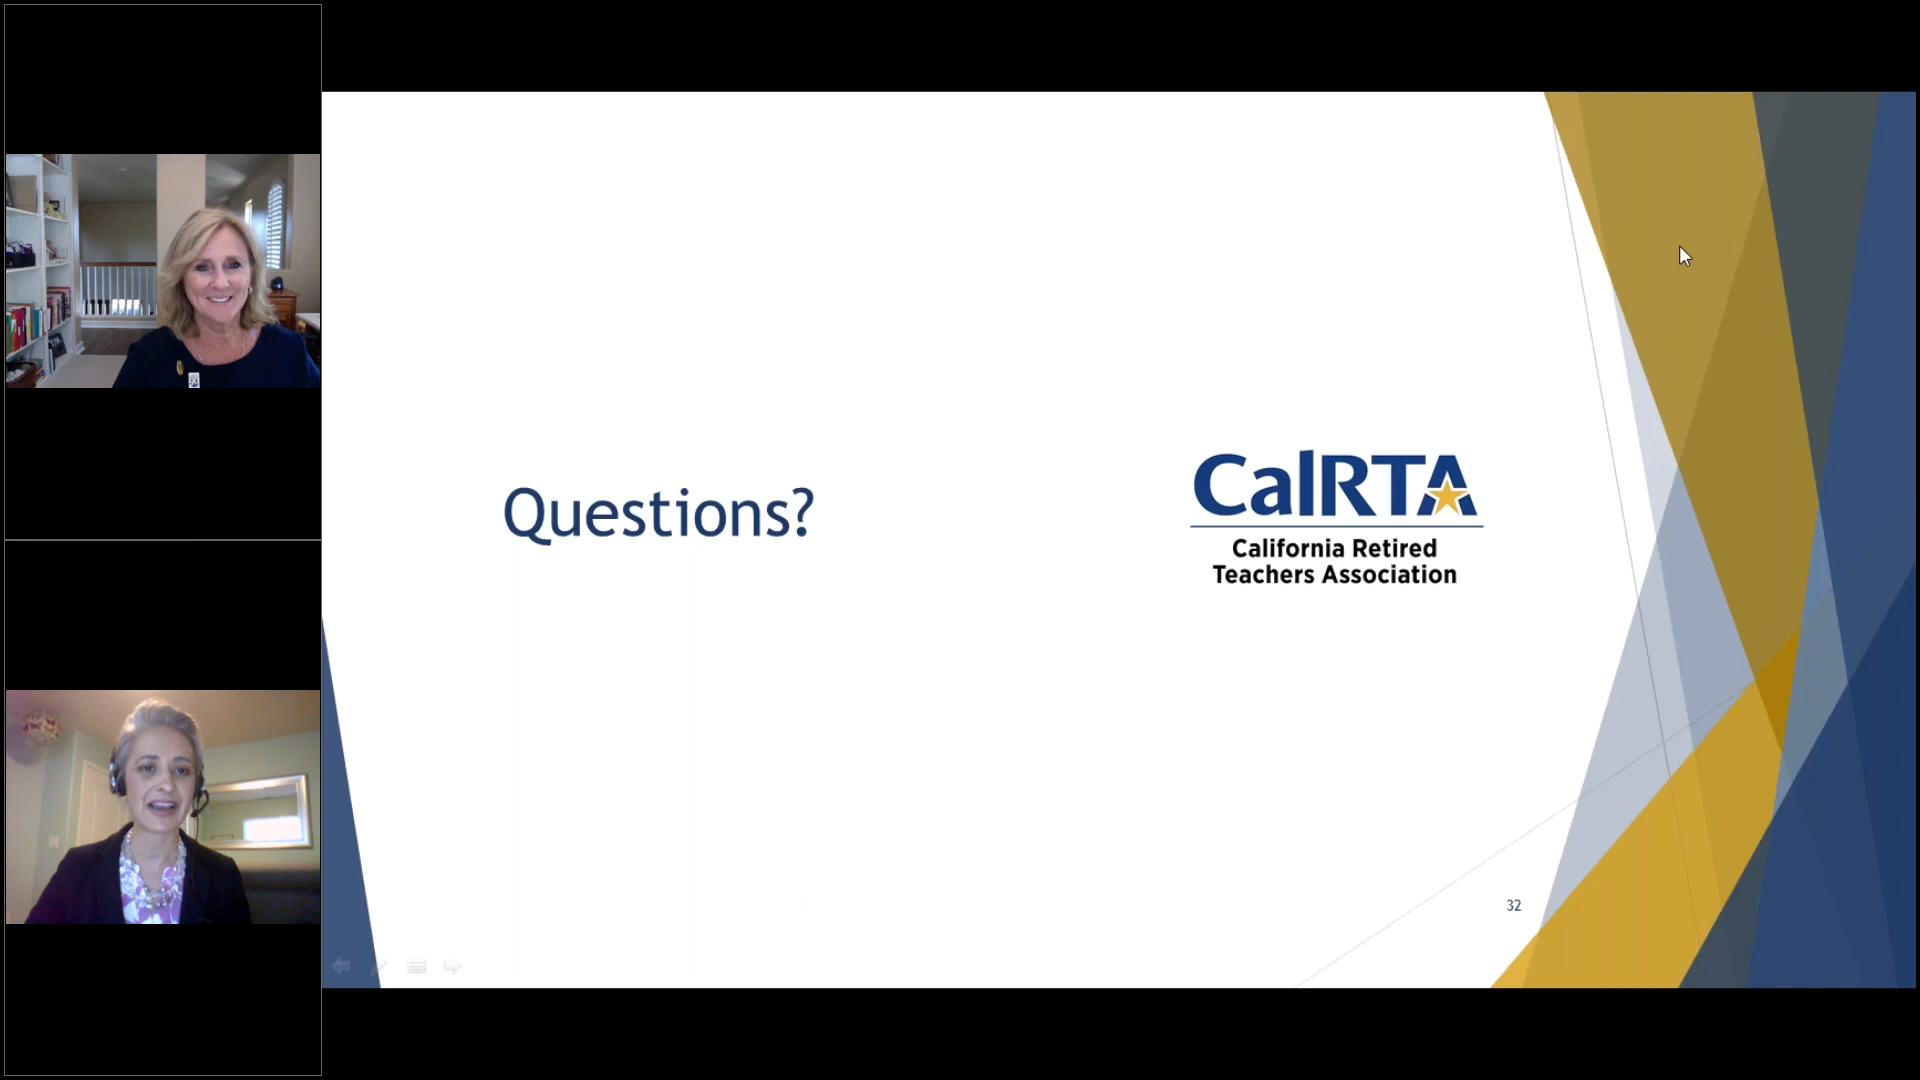 Questions?
CalRTA
California Retired
Teachers Association
32